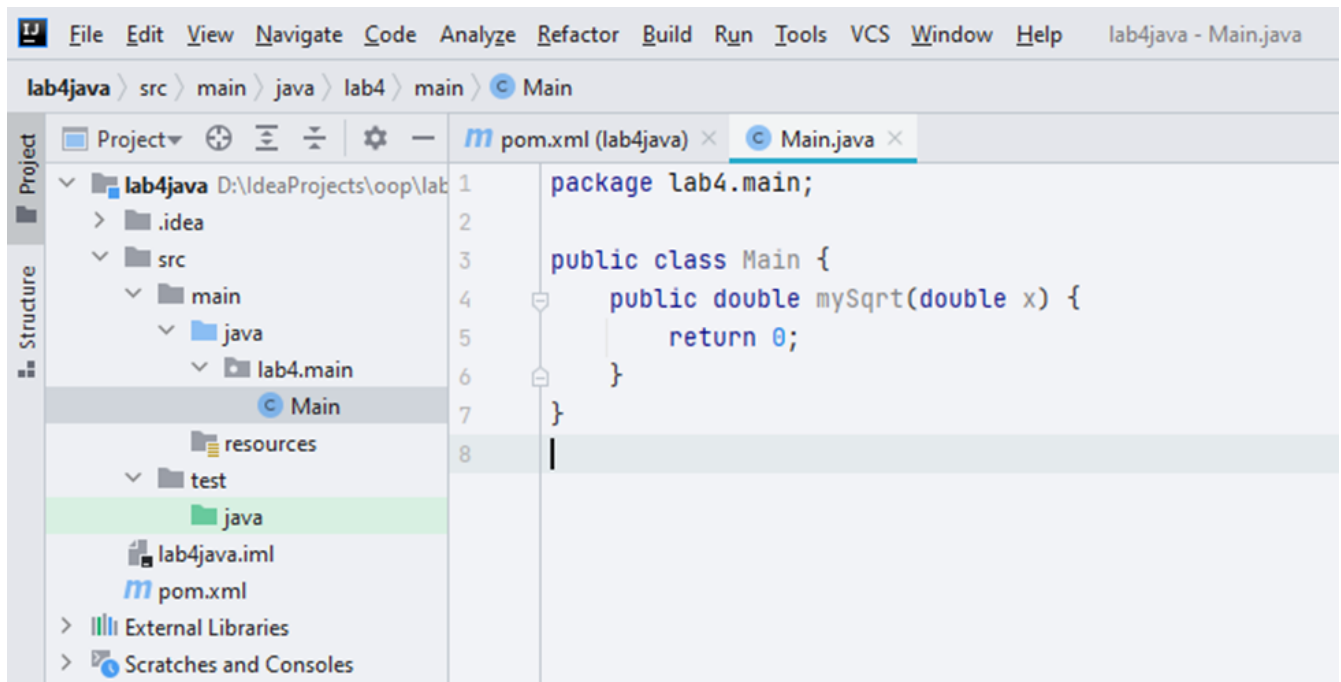 IJ File Edit View Navigate Code Analyze Refactor Build Run Tools VCS Window Help lab4java - Main.java
lab4java 〉 src 〉 main 〉 java 〉 lab4 〉 main 〉 C Main
Project
Structure
Project
lab4java D:\IdeaProjects\oop\lab
.idea
src
main
java
lab4.main
C Main
resources
test
java
lab4java.iml
m pom.xml
External Libraries
Scratches and Consoles
m pom.xml (lab4java) × C Main.java ×
1 package lab4.main;
2
3 public class Main {
4     public double mySqrt(double x) {
5         return 0;
6     }
7 }
8